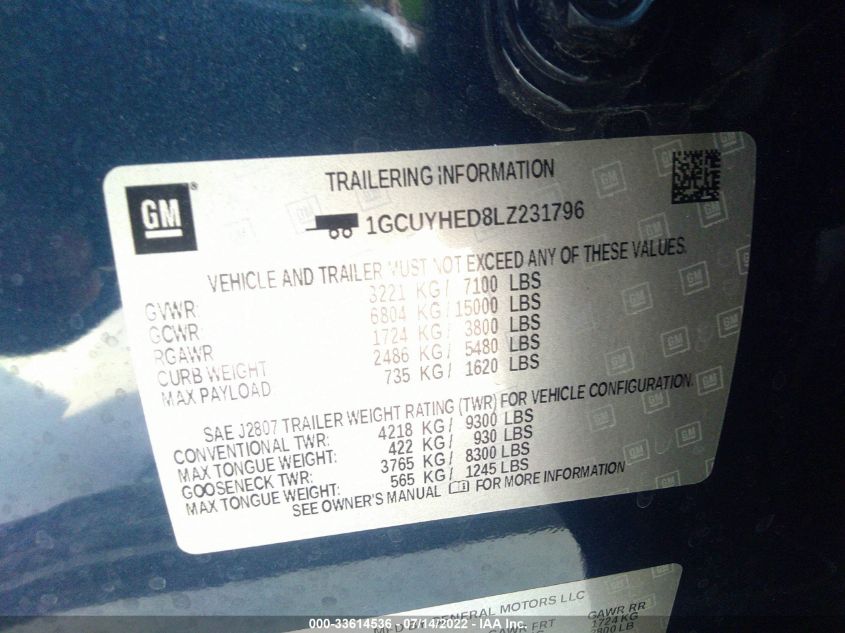 GM
®
TRAILERING INFORMATION
1GCUYHED8LZ231796
VEHICLE AND TRAILER MUST NOT EXCEED ANY OF THESE VALUES.
GVWR: 3221 KG / 7100 LBS
GCWR 6804 KG / 15000 LBS
RGAWR 1724 KG / 3800 LBS
CURB WEIGHT 2486 KG / 5480 LBS
MAX PAYLOAD 735 KG / 1620 LBS
SAE J2807 TRAILER WEIGHT RATING (TWR) FOR VEHICLE CONFIGURATION.
CONVENTIONAL TWR: 4218 KG / 9300 LBS
MAX TONGUE WEIGHT: 422 KG / 930 LBS
GOOSENECK TWR: 3765 KG / 8300 LBS
MAX TONGUE WEIGHT: 565 KG / 1245 LBS
SEE OWNER'S MANUAL FOR MORE INFORMATION
GENERAL MOTORS LLC
GAWR FRT
GAWR RR
1724 KG
000-33614536 - 07/14/2022 - IAA Inc.